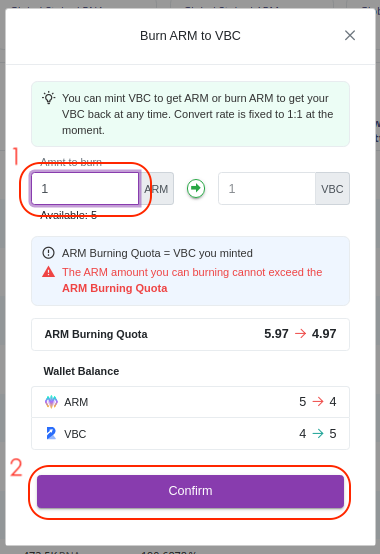 Burn ARM to VBC
You can mint VBC to get ARM or burn ARM to get your
VBC back at any time. Convert rate is fixed to 1:1 at the
moment.
1
Amnt to burn
1
ARM
1
VBC
Available: 5
ARM Burning Quota = VBC you minted
The ARM amount you can burning cannot exceed the
ARM Burning Quota
ARM Burning Quota 5.97 → 4.97
Wallet Balance
ARM 5 → 4
VBC 4 → 5
2
Confirm